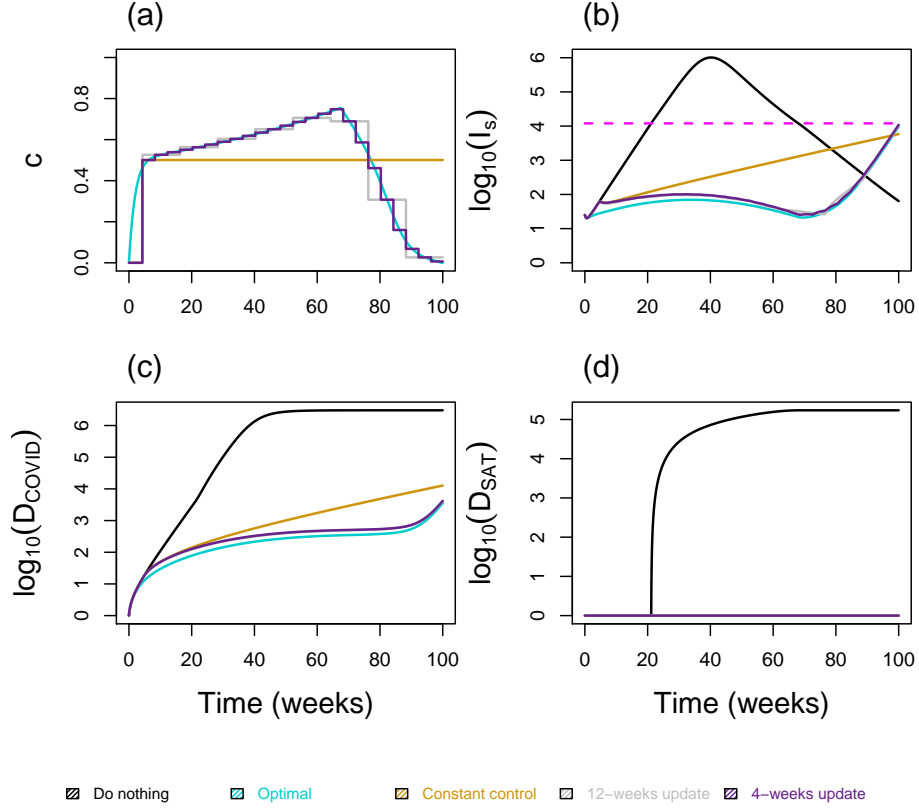 (a)
(b)
c
0.0
0.4
0.8
0 20 40 60 80 100
log₁₀(Iₛ)
0
1
2
3
4
5
6
0 20 40 60 80 100
(c)
(d)
log₁₀(D_COVID)
0
1
2
3
4
5
6
0 20 40 60 80 100
Time (weeks)
log₁₀(D_SAT)
0
1
2
3
4
5
0 20 40 60 80 100
Time (weeks)
Do nothing Optimal Constant control 12−weeks update 4−weeks update